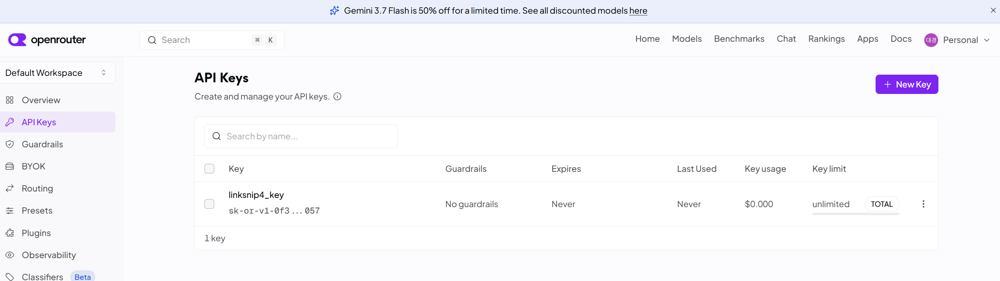 Gemini 3.7 Flash is 50% off for a limited time. See all discounted models here
openrouter
Search ⌘ K
Home Models Benchmarks Chat Rankings Apps Docs 대경 Personal
Default Workspace
Overview
API Keys
Guardrails
BYOK
Routing
Presets
Plugins
Observability
Classifiers Beta
API Keys
Create and manage your API keys.
+ New Key
Search by name...
Key Guardrails Expires Last Used Key usage Key limit
linksnip4_key
sk-or-v1-0f3...057
No guardrails Never Never $0.000 unlimited TOTAL
1 key